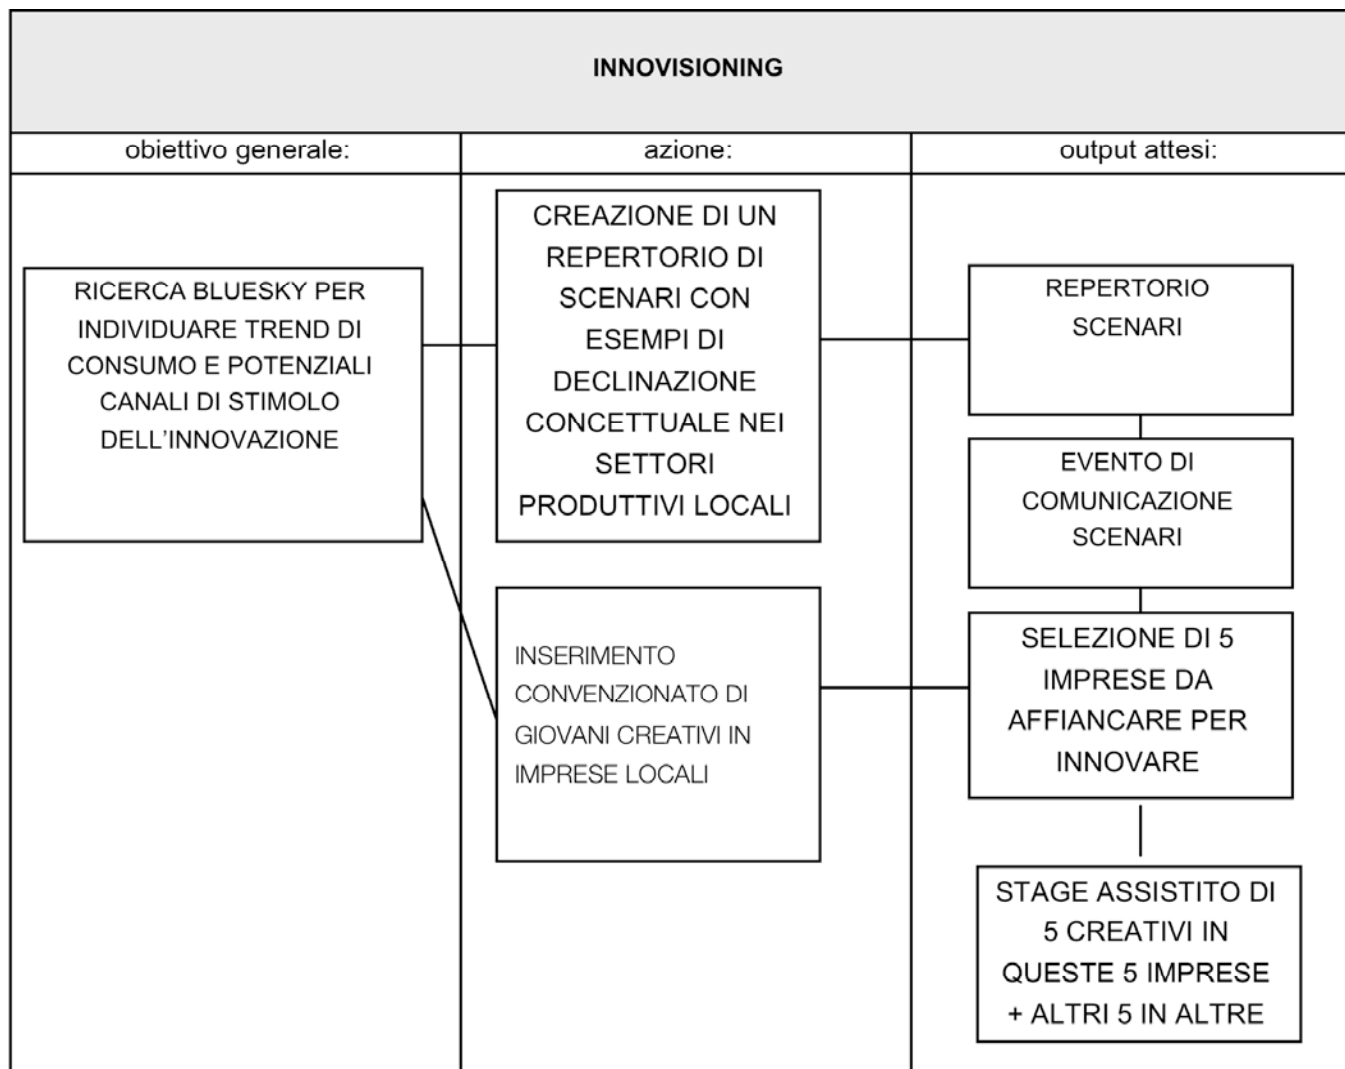 INNOVISIONING
obiettivo generale:
azione:
output attesi:
RICERCA BLUESKY PER
INDIVIDUARE TREND DI
CONSUMO E POTENZIALI
CANALI DI STIMOLO
DELL'INNOVAZIONE
CREAZIONE DI UN
REPERTORIO DI
SCENARI CON
ESEMPI DI
DECLINAZIONE
CONCETTUALE NEI
SETTORI
PRODUTTIVI LOCALI
INSERIMENTO
CONVENZIONATO DI
GIOVANI CREATIVI IN
IMPRESE LOCALI
REPERTORIO
SCENARI
EVENTO DI
COMUNICAZIONE
SCENARI
SELEZIONE DI 5
IMPRESE DA
AFFIANCARE PER
INNOVARE
STAGE ASSISTITO DI
5 CREATIVI IN
QUESTE 5 IMPRESE
+ ALTRI 5 IN ALTRE